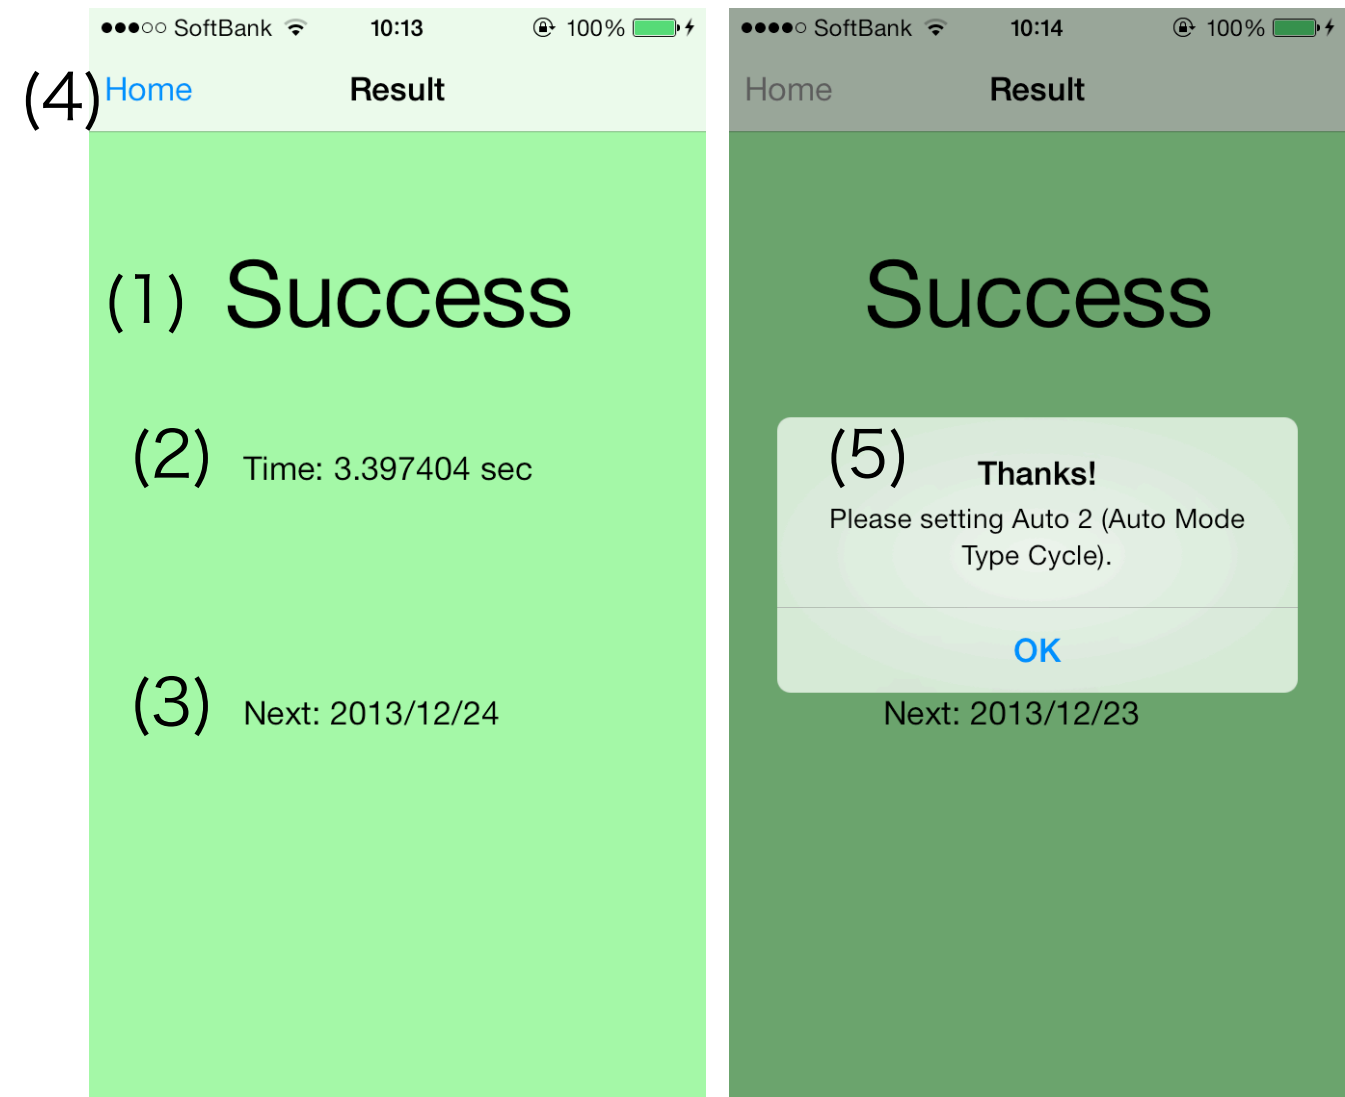 SoftBank 10:13 100%
(4) Home Result
(1) Success
(2) Time: 3.397404 sec
(3) Next: 2013/12/24
SoftBank 10:14 100%
Home Result
Success
(5) Thanks!
Please setting Auto 2 (Auto Mode
Type Cycle).
OK
Next: 2013/12/23